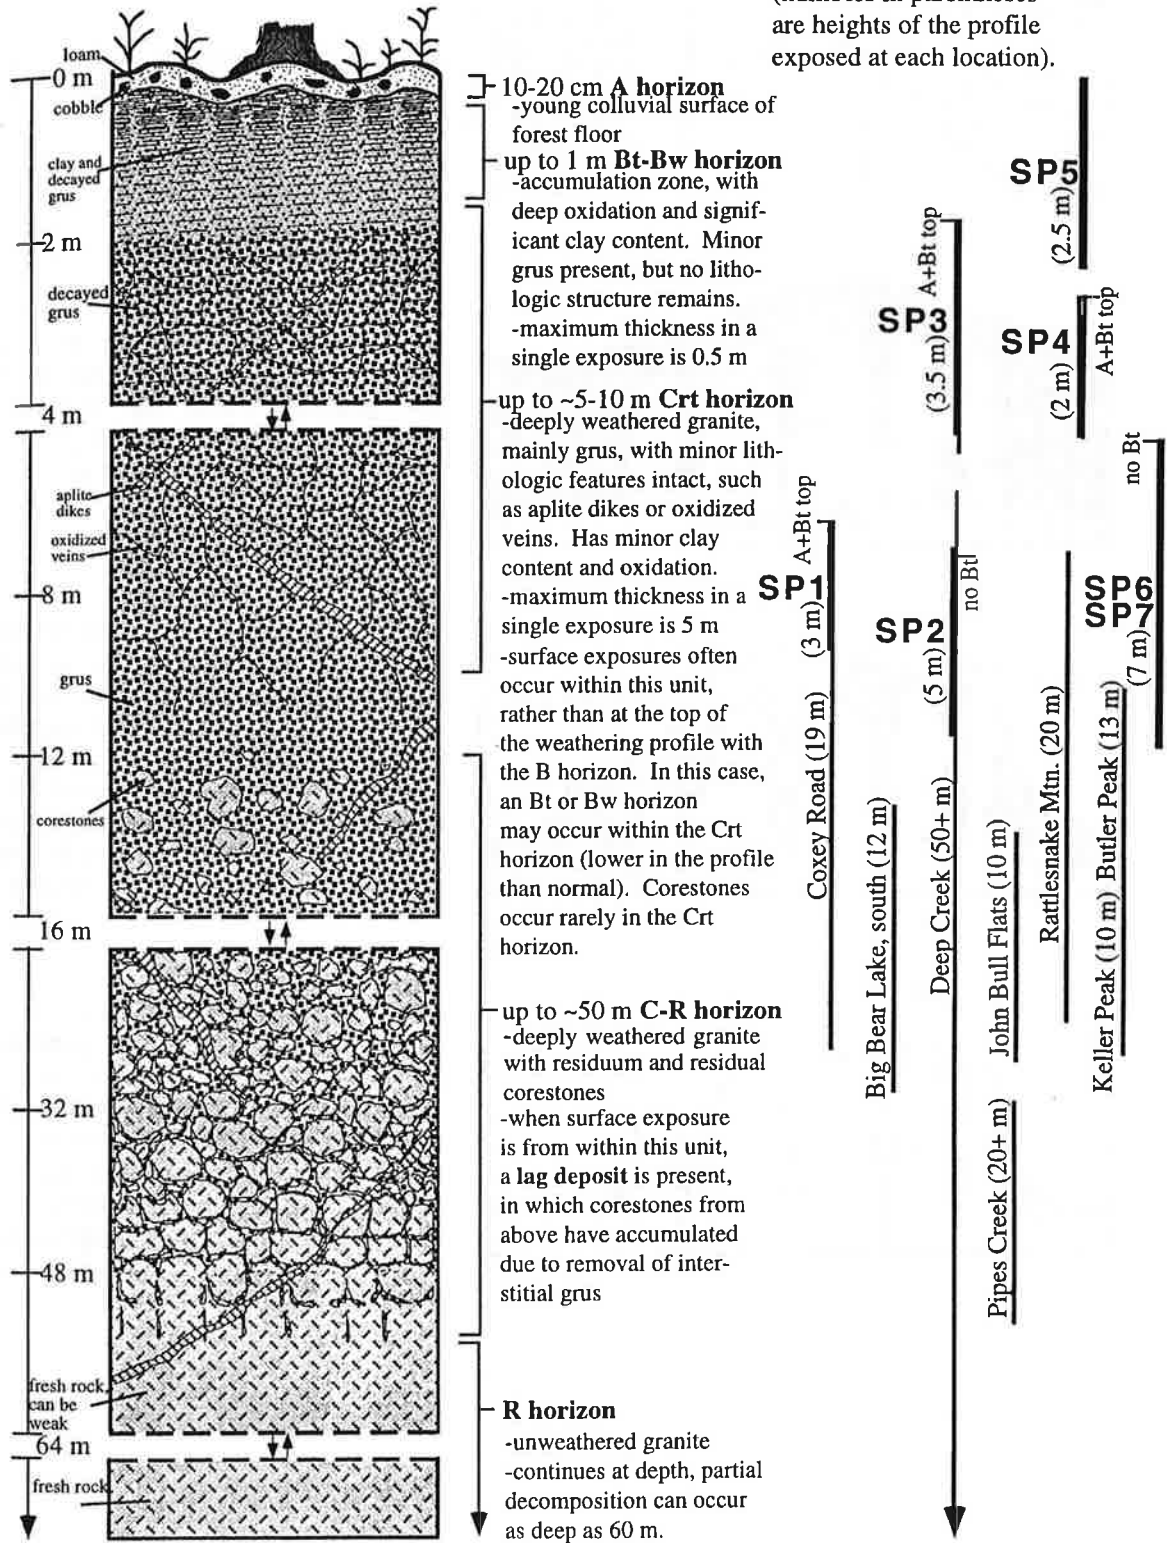 are heights of the profile
exposed at each location).
loam
0 m
cobble
clay and
decayed
grus
2 m
decayed
grus
4 m
aplite
dikes
oxidized
veins
8 m
grus
12 m
corestones
16 m
32 m
48 m
fresh rock,
can be
weak
64 m
fresh rock
10-20 cm A horizon
-young colluvial surface of
forest floor
up to 1 m Bt-Bw horizon
-accumulation zone, with
deep oxidation and signif-
icant clay content. Minor
grus present, but no litho-
logic structure remains.
-maximum thickness in a
single exposure is 0.5 m
up to ~5-10 m Crt horizon
-deeply weathered granite,
mainly grus, with minor lith-
ologic features intact, such
as aplite dikes or oxidized
veins. Has minor clay
content and oxidation.
-maximum thickness in a
single exposure is 5 m
-surface exposures often
occur within this unit,
rather than at the top of
the weathering profile with
the B horizon. In this case,
an Bt or Bw horizon
may occur within the Crt
horizon (lower in the profile
than normal). Corestones
occur rarely in the Crt
horizon.
up to ~50 m C-R horizon
-deeply weathered granite
with residuum and residual
corestones
-when surface exposure
is from within this unit,
a lag deposit is present,
in which corestones from
above have accumulated
due to removal of inter-
stitial grus
R horizon
-unweathered granite
-continues at depth, partial
decomposition can occur
as deep as 60 m.
SP1
(3 m)
A+Bt top
Coxey Road (19 m)
Big Bear Lake, south (12 m)
SP3
(3.5 m)
A+Bt top
SP2
(5 m)
no Bt
Deep Creek (50+ m)
John Bull Flats (10 m)
Pipes Creek (20+ m)
SP5
(2.5 m)
SP4
(2 m)
A+Bt top
Rattlesnake Mtn. (20 m)
SP6
SP7
(7 m)
no Bt
Keller Peak (10 m) Butler Peak (13 m)